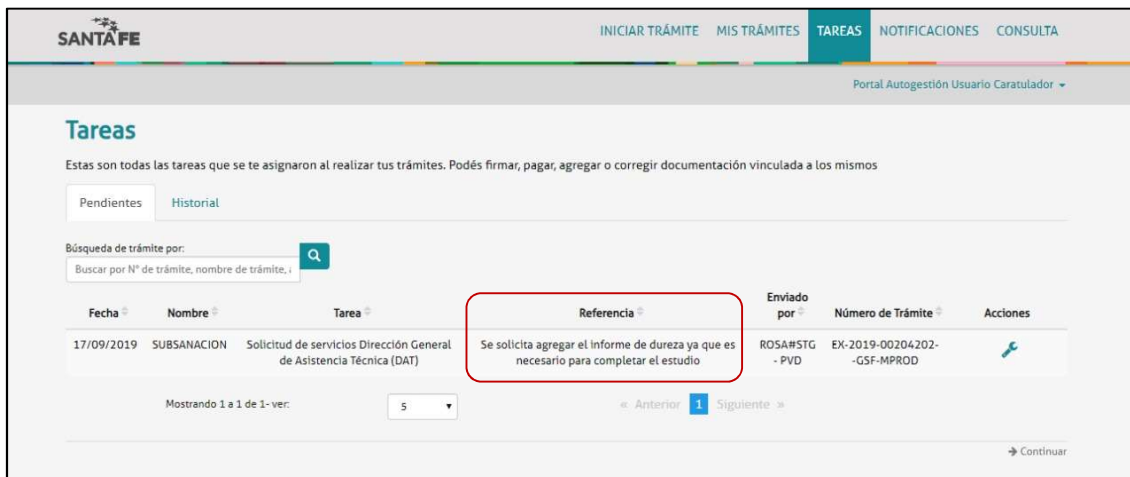 SANTA FE
INICIAR TRÁMITE MIS TRÁMITES TAREAS NOTIFICACIONES CONSULTA
Portal Autogestión Usuario Caratulador
Tareas
Estas son todas las tareas que se te asignaron al realizar tus trámites. Podés firmar, pagar, agregar o corregir documentación vinculada a los mismos
Pendientes Historial
Búsqueda de trámite por:
Buscar por N° de trámite, nombre de trámite,
Fecha Nombre Tarea Referencia Enviado por Número de Trámite Acciones
17/09/2019 SUBSANACION Solicitud de servicios Dirección General Se solicita agregar el informe de dureza ya que es ROSA#STG EX-2019-00204202-
de Asistencia Técnica (DAT) necesario para completar el estudio - PVD -GSF-MPROD
Mostrando 1 a 1 de 1- ver: 5 « Anterior 1 Siguiente »
→ Continuar